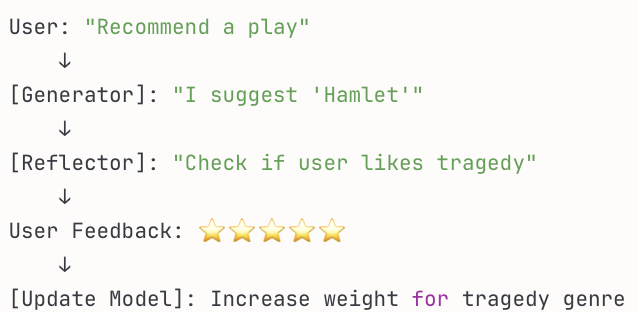 User: "Recommend a play"
↓
[Generator]: "I suggest 'Hamlet'"
↓
[Reflector]: "Check if user likes tragedy"
↓
User Feedback: ⭐⭐⭐⭐⭐
↓
[Update Model]: Increase weight for tragedy genre